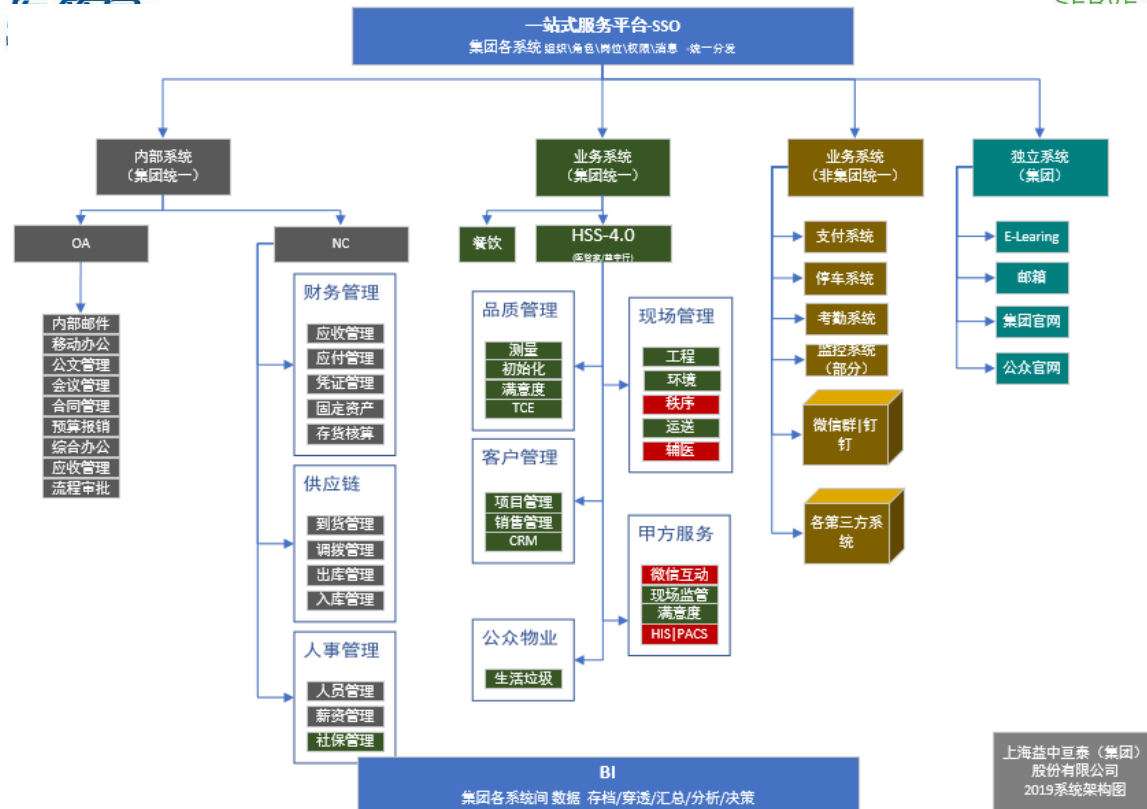 SERVE
一站式服务平台-SSO
集团各系统 组织\角色\岗位\权限\消息 -统一分发
内部系统
（集团统一）
业务系统
（集团统一）
业务系统
（非集团统一）
独立系统
（集团）
OA
NC
餐饮
HSS-4.0
内部邮件
移动办公
公文管理
会议管理
合同管理
预算报销
综合办公
应收管理
流程审批
财务管理
应收管理
应付管理
凭证管理
固定资产
存货核算
供应链
到货管理
调拨管理
出库管理
入库管理
人事管理
人员管理
薪资管理
社保管理
品质管理
测量
初始化
满意度
TCE
客户管理
项目管理
销售管理
CRM
公众物业
生活垃圾
现场管理
工程
环境
秩序
运送
辅医
甲方服务
微信互动
现场监管
满意度
HIS|PACS
支付系统
停车系统
考勤系统
监控系统
（部分）
微信群|钉
钉
各第三方系
统
E-Learing
邮箱
集团官网
公众官网
BI
集团各系统间 数据 存档/穿透/汇总/分析/决策
上海益中亘泰（集团）
股份有限公司
2019系统架构图